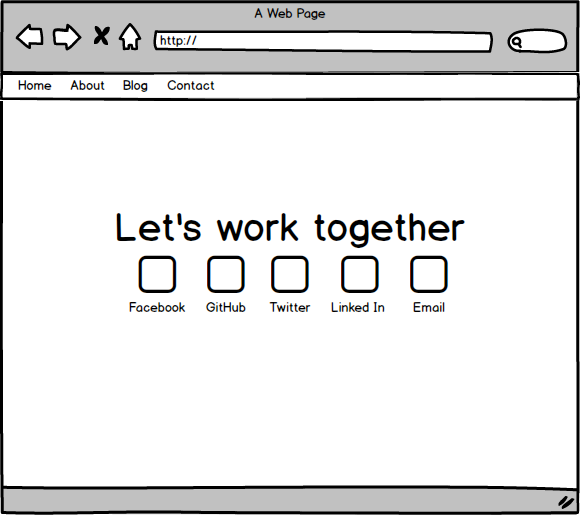 A Web Page
http://
Home About Blog Contact
Let's work together
Facebook GitHub Twitter Linked In Email